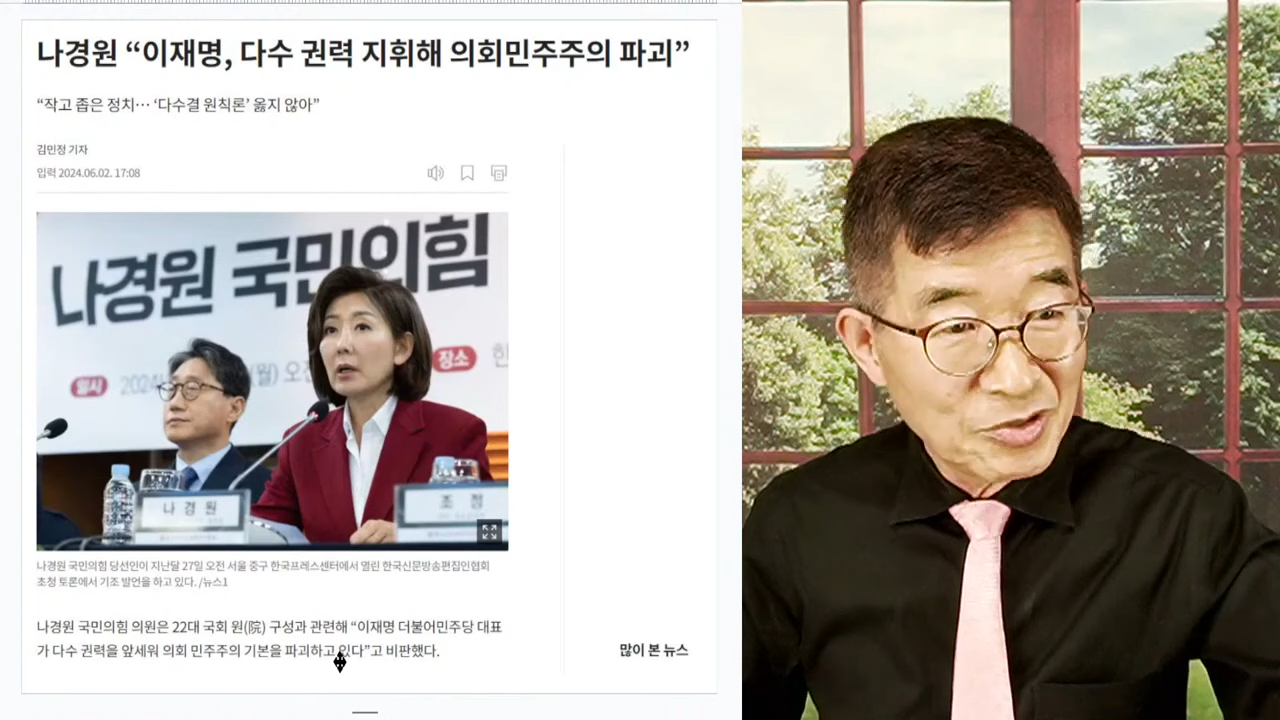 나경원 “이재명, 다수 권력 지휘해 의회민주주의 파괴”
“작고 좁은 정치… ‘다수결 원칙론’ 옳지 않아”
김민정 기자
입력 2024.06.02. 17:08
나경원 국민의힘
일시 2024 (월) 오전
장소 한
나 경 원
조 정
나경원 국민의힘 당선인이 지난달 27일 오전 서울 중구 한국프레스센터에서 열린 한국신문방송편집인협회
초청 토론에서 기조 발언을 하고 있다. /뉴스1
나경원 국민의힘 의원은 22대 국회 원(院) 구성과 관련해 “이재명 더불어민주당 대표
가 다수 권력을 앞세워 의회 민주주의 기본을 파괴하고 있다”고 비판했다.
많이 본 뉴스